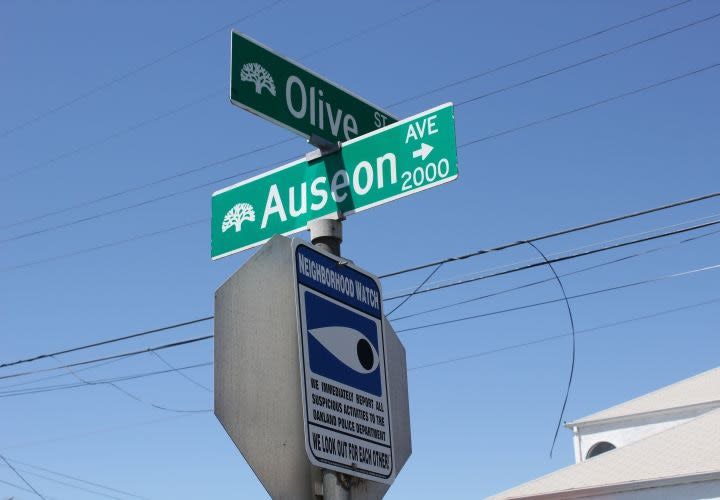 Olive ST
Auseon AVE
2000
NEIGHBORHOOD WATCH
WE IMMEDIATELY REPORT ALL
SUSPICIOUS ACTIVITIES TO THE
OAKLAND POLICE DEPARTMENT
WE LOOK OUT FOR EACH OTHER!